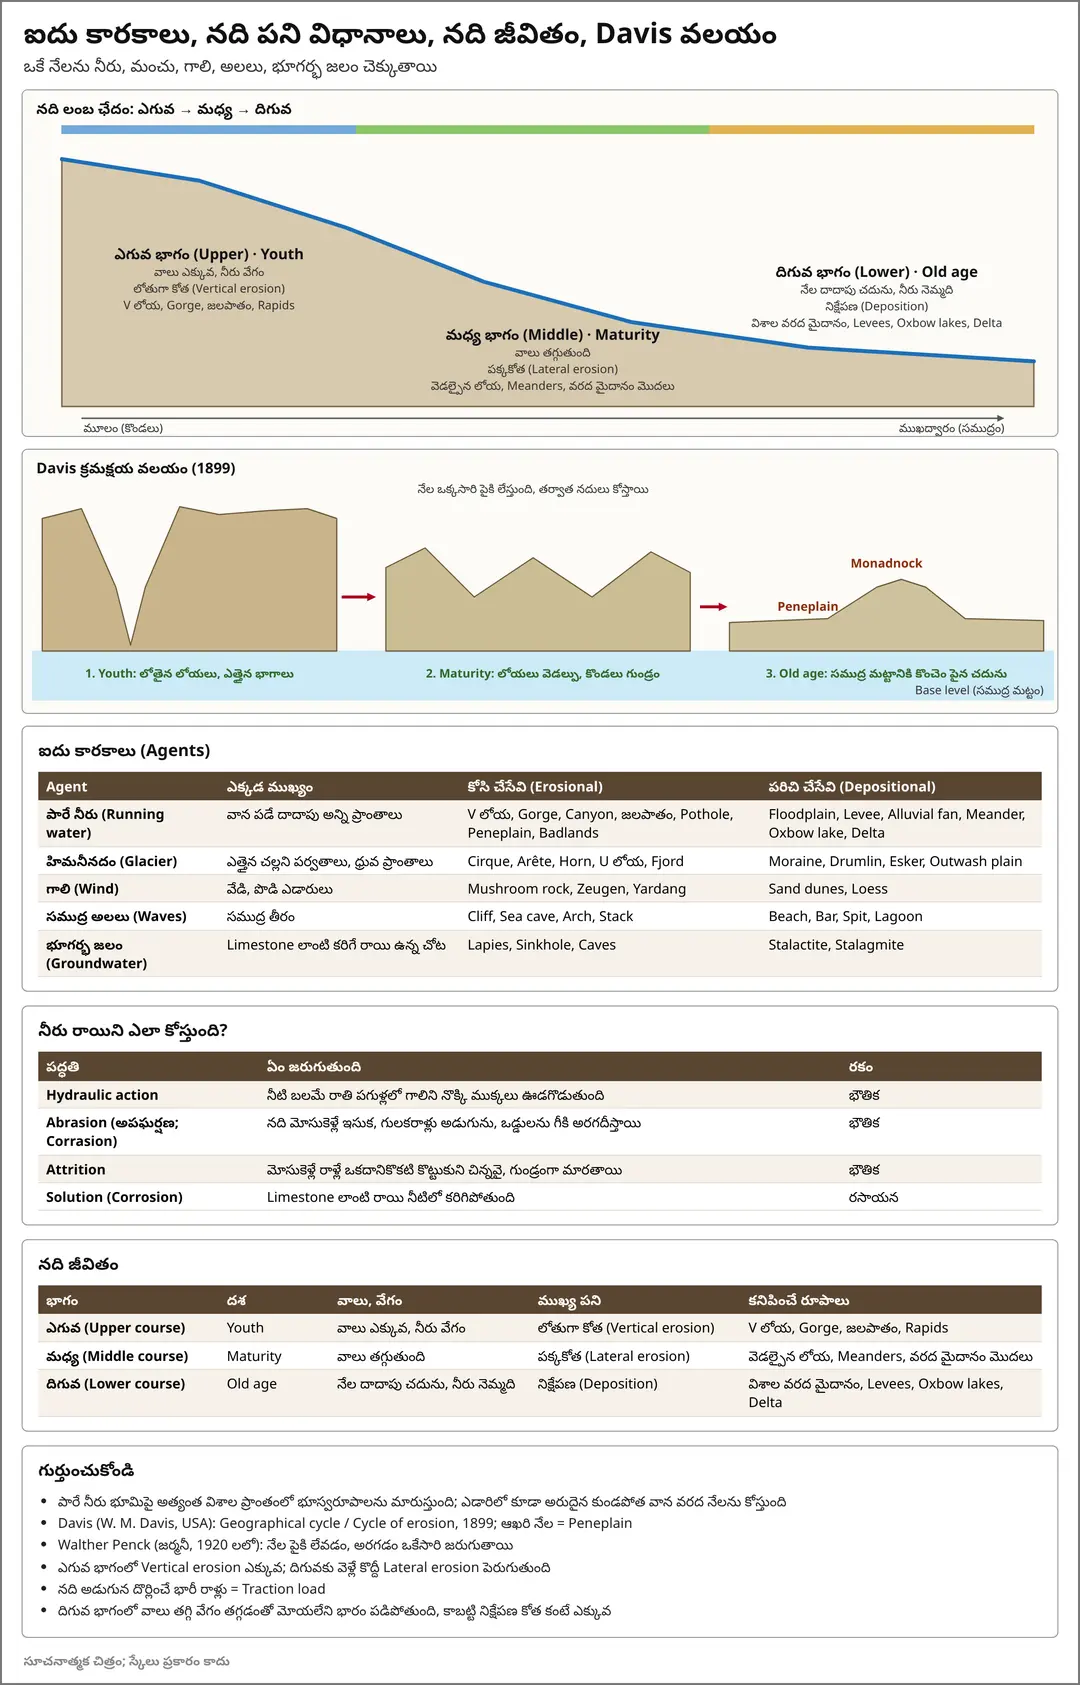 ఐదు కారకాలు, నది పని విధానాలు, నది జీవితం, Davis వలయం
ఒకే నేలను నీరు, మంచు, గాలి, అలలు, భూగర్భ జలం చెక్కుతాయి
నది లంబ ఛేదం: ఎగువ → మధ్య → దిగువ
ఎగువ భాగం (Upper) · Youth
వాలు ఎక్కువ, నీరు వేగం
లోతుగా కోత (Vertical erosion)
V లోయ, Gorge, జలపాతం, Rapids
మధ్య భాగం (Middle) · Maturity
వాలు తగ్గుతుంది
పక్కకోత (Lateral erosion)
వెడల్పైన లోయ, Meanders, వరద మైదానం మొదలు
దిగువ భాగం (Lower) · Old age
నేల దాదాపు చదును, నీరు నెమ్మది
నిక్షేపణ (Deposition)
విశాల వరద మైదానం, Levees, Oxbow lakes, Delta
మూలం (కొండలు)
ముఖద్వారం (సముద్రం)
Davis క్రమక్షయ వలయం (1899)
నేల ఒక్కసారి పైకి లేస్తుంది, తర్వాత నదులు కోస్తాయి
Monadnock
Peneplain
1. Youth: లోతైన లోయలు, ఎత్తైన భాగాలు
2. Maturity: లోయలు వెడల్పు, కొండలు గుండ్రం
3. Old age: సముద్ర మట్టానికి కొంచెం పైన చదును
Base level (సముద్ర మట్టం)
ఐదు కారకాలు (Agents)
Agent ఎక్కడ ముఖ్యం కోసి చేసేవి (Erosional) పరిచి చేసేవి (Depositional)
పారే నీరు (Running water) వాన పడే దాదాపు అన్ని ప్రాంతాలు V లోయ, Gorge, Canyon, జలపాతం, Pothole, Peneplain, Badlands Floodplain, Levee, Alluvial fan, Meander, Oxbow lake, Delta
హిమనీనదం (Glacier) ఎత్తైన చల్లని పర్వతాలు, ధ్రువ ప్రాంతాలు Cirque, Arête, Horn, U లోయ, Fjord Moraine, Drumlin, Esker, Outwash plain
గాలి (Wind) వేడి, పొడి ఎడారులు Mushroom rock, Zeugen, Yardang Sand dunes, Loess
సముద్ర అలలు (Waves) సముద్ర తీరం Cliff, Sea cave, Arch, Stack Beach, Bar, Spit, Lagoon
భూగర్భ జలం (Groundwater) Limestone లాంటి కరిగే రాయి ఉన్న చోట Lapies, Sinkhole, Caves Stalactite, Stalagmite
నీరు రాయిని ఎలా కోస్తుంది?
పద్ధతి ఏం జరుగుతుంది రకం
Hydraulic action నీటి బలమే రాతి పగుళ్లలో గాలిని నొక్కి ముక్కలు ఊడగొడుతుంది భౌతిక
Abrasion (అపఘర్షణ; Corrasion) నది మోసుకెళ్లే ఇసుక, గులకరాళ్లు అడుగును, ఒడ్డులను గీకి అరగదీస్తాయి భౌతిక
Attrition మోసుకెళ్లే రాళ్లే ఒకదానికొకటి కొట్టుకుని చిన్నవై, గుండ్రంగా మారతాయి భౌతిక
Solution (Corrosion) Limestone లాంటి రాయి నీటిలో కరిగిపోతుంది రసాయన
నది జీవితం
భాగం దశ వాలు, వేగం ముఖ్య పని కనిపించే రూపాలు
ఎగువ (Upper course) Youth వాలు ఎక్కువ, నీరు వేగం లోతుగా కోత (Vertical erosion) V లోయ, Gorge, జలపాతం, Rapids
మధ్య (Middle course) Maturity వాలు తగ్గుతుంది పక్కకోత (Lateral erosion) వెడల్పైన లోయ, Meanders, వరద మైదానం మొదలు
దిగువ (Lower course) Old age నేల దాదాపు చదును, నీరు నెమ్మది నిక్షేపణ (Deposition) విశాల వరద మైదానం, Levees, Oxbow lakes, Delta
గుర్తుంచుకోండి
• పారే నీరు భూమిపై అత్యంత విశాల ప్రాంతంలో భూస్వరూపాలను మారుస్తుంది; ఎడారిలో కూడా అరుదైన కుండపోత వాన వరద నేలను కోస్తుంది
• Davis (W. M. Davis, USA): Geographical cycle / Cycle of erosion, 1899; ఆఖరి నేల = Peneplain
• Walther Penck (జర్మనీ, 1920 లలో): నేల పైకి లేవడం, అరగడం ఒకేసారి జరుగుతాయి
• ఎగువ భాగంలో Vertical erosion ఎక్కువ; దిగువకు వెళ్లే కొద్దీ Lateral erosion పెరుగుతుంది
• నది అడుగున దొర్లించే భారీ రాళ్లు = Traction load
• దిగువ భాగంలో వాలు తగ్గి వేగం తగ్గడంతో మోయలేని భారం పడిపోతుంది, కాబట్టి నిక్షేపణ కోత కంటే ఎక్కువ
సూచనాత్మక చిత్రం; స్కేలు ప్రకారం కాదు